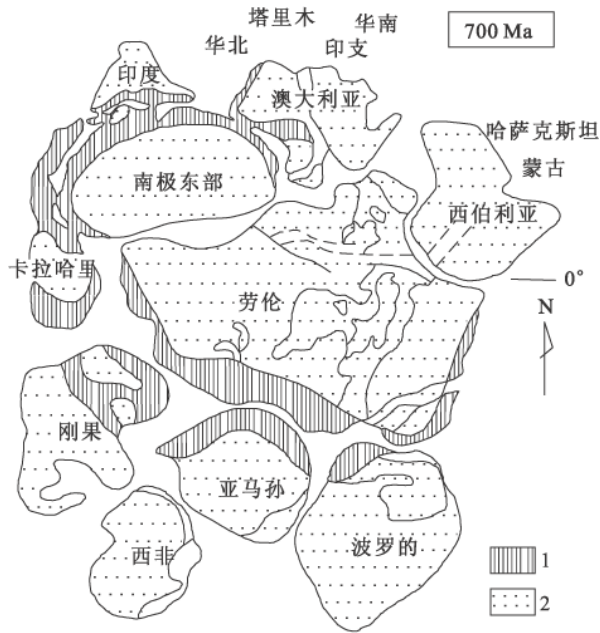 塔里木
华南
700 Ma
华北
印支
印度
澳大利亚
哈萨克斯坦
蒙古
南极东部
西伯利亚
卡拉哈里
0°
劳伦
N
刚果
亚马孙
西非
波罗的
1
2